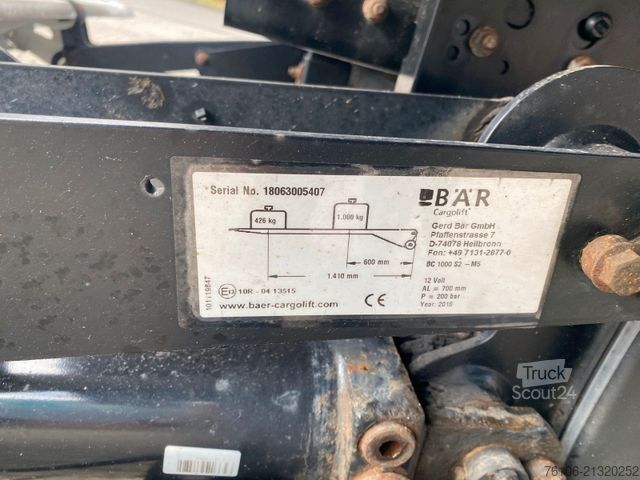 Serial No. 18063005407
BÄR
Cargolift
426 kg
1.000 kg
Gerd Bär GmbH
Pfaffenstrasse 7
D-74078 Heilbronn
Fon: +49 7131-2877-0
600 mm
BC 1000 S2 - M5
1.410 mm
12 Volt
AL = 700 mm
P = 200 bar
Year: 2018
10R - 04 13515
www.baer-cargolift.com
CE
Truck
Scout24
76106-21320252